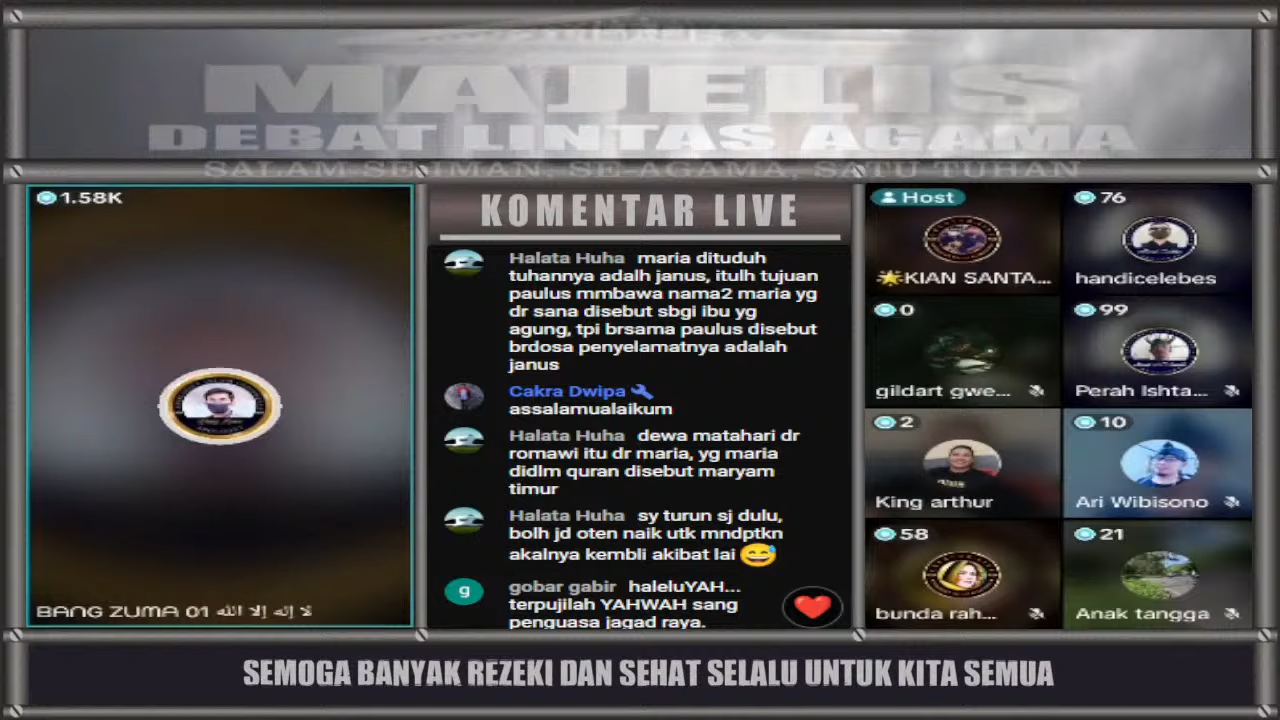 MAJELIS
DEBAT LINTAS AGAMA
SALAM SEIMAN, SE-AGAMA, SATU TUHAN
1.58K
BANG ZUMA 01 لا إله إلا الله
KOMENTAR LIVE
Halata Huha maria dituduh
tuhannya adalh janus, itulh tujuan
paulus mmbawa nama2 maria yg
dr sana disebut sbgi ibu yg
agung, tpi brsama paulus disebut
brdosa penyelamatnya adalah
janus
Cakra Dwipa
assalamualaikum
Halata Huha dewa matahari dr
romawi itu dr maria, yg maria
didlm quran disebut maryam
timur
Halata Huha sy turun sj dulu,
bolh jd oten naik utk mndptkn
akalnya kembli akibat lai 😅
g
gobar gabir haleluYAH...
terpujilah YAHWAH sang
penguasa jagad raya.
Host
🌟KIAN SANTA...
76
handicelebes
0
gildart gwe...
99
Perah Ishta...
2
King arthur
10
Ari Wibisono
58
bunda rah...
21
Anak tangga
SEMOGA BANYAK REZEKI DAN SEHAT SELALU UNTUK KITA SEMUA